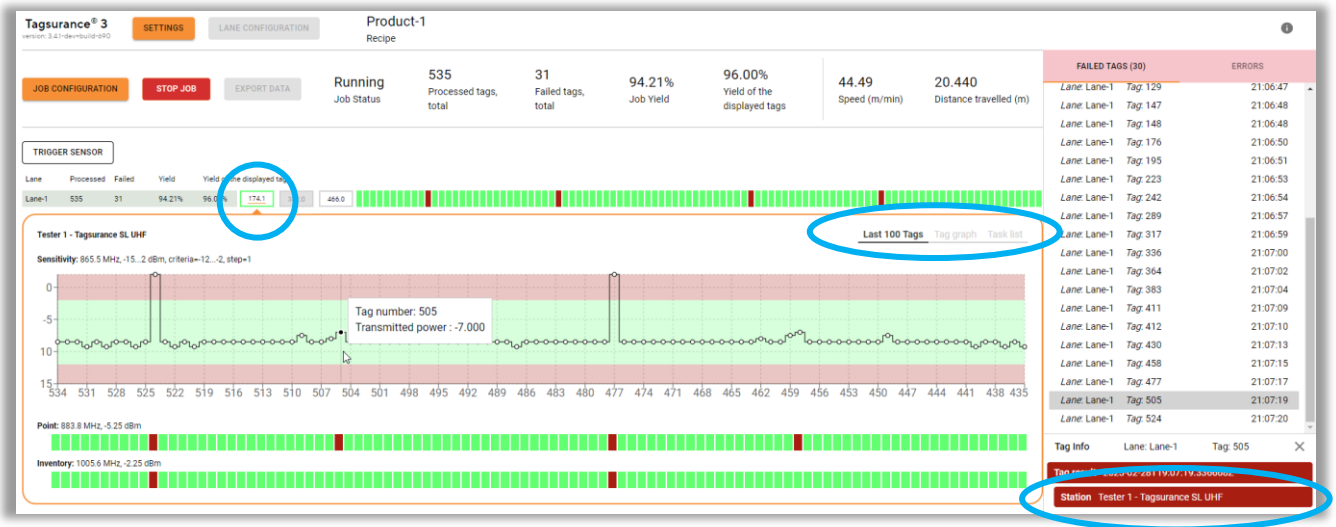 Tagsurance® 3
version: 3.4.1-dev+build-b90
SETTINGS
LANE CONFIGURATION
Product-1
Recipe
JOB CONFIGURATION
STOP JOB
EXPORT DATA
Running
Job Status
535
Processed tags,
total
31
Failed tags,
total
94.21%
Job Yield
96.00%
Yield of the
displayed tags
44.49
Speed (m/min)
20.440
Distance travelled (m)
TRIGGER SENSOR
Lane Processed Failed Yield Yield of the displayed tags
Lane-1 535 31 94.21% 96.00% 174.1 466.0
Tester 1 - Tagsurance SL UHF
Last 100 Tags Tag graph Task list
Sensitivity: 865.5 MHz, -15...2 dBm, criteria=-12...-2, step=1
0
-5
10
15
Tag number: 505
Transmitted power : -7.000
534 531 528 525 522 519 516 513 510 507 504 501 498 495 492 489 486 483 480 477 474 471 468 465 462 459 456 453 450 447 444 441 438 435
Point: 883.8 MHz, -5.25 dBm
Inventory: 1005.6 MHz, -2.25 dBm
FAILED TAGS (30) ERRORS
Lane: Lane-1 Tag: 129 21:06:47
Lane: Lane-1 Tag: 147 21:06:48
Lane: Lane-1 Tag: 148 21:06:48
Lane: Lane-1 Tag: 176 21:06:50
Lane: Lane-1 Tag: 195 21:06:51
Lane: Lane-1 Tag: 223 21:06:53
Lane: Lane-1 Tag: 242 21:06:54
Lane: Lane-1 Tag: 289 21:06:57
Lane: Lane-1 Tag: 317 21:06:59
Lane: Lane-1 Tag: 336 21:07:00
Lane: Lane-1 Tag: 364 21:07:02
Lane: Lane-1 Tag: 383 21:07:04
Lane: Lane-1 Tag: 411 21:07:09
Lane: Lane-1 Tag: 412 21:07:10
Lane: Lane-1 Tag: 430 21:07:13
Lane: Lane-1 Tag: 458 21:07:15
Lane: Lane-1 Tag: 477 21:07:17
Lane: Lane-1 Tag: 505 21:07:19
Lane: Lane-1 Tag: 524 21:07:20
Tag Info Lane: Lane-1 Tag: 505
Tag result
Station Tester 1 - Tagsurance SL UHF